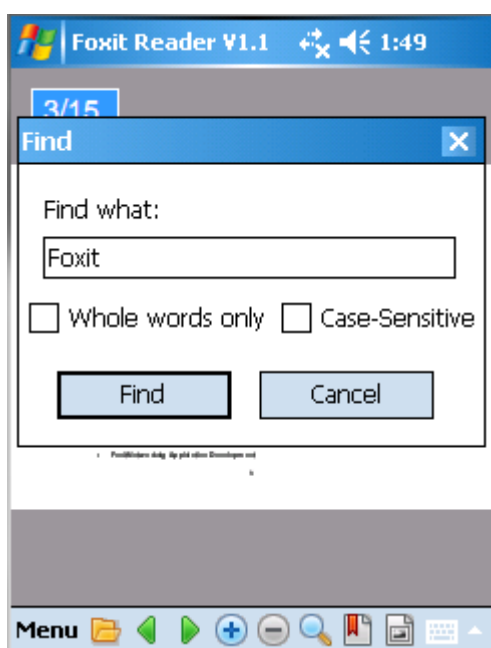 Foxit Reader V1.1 1:49
3/15
Find
Find what:
Foxit
Whole words only Case-Sensitive
Find Cancel
Menu